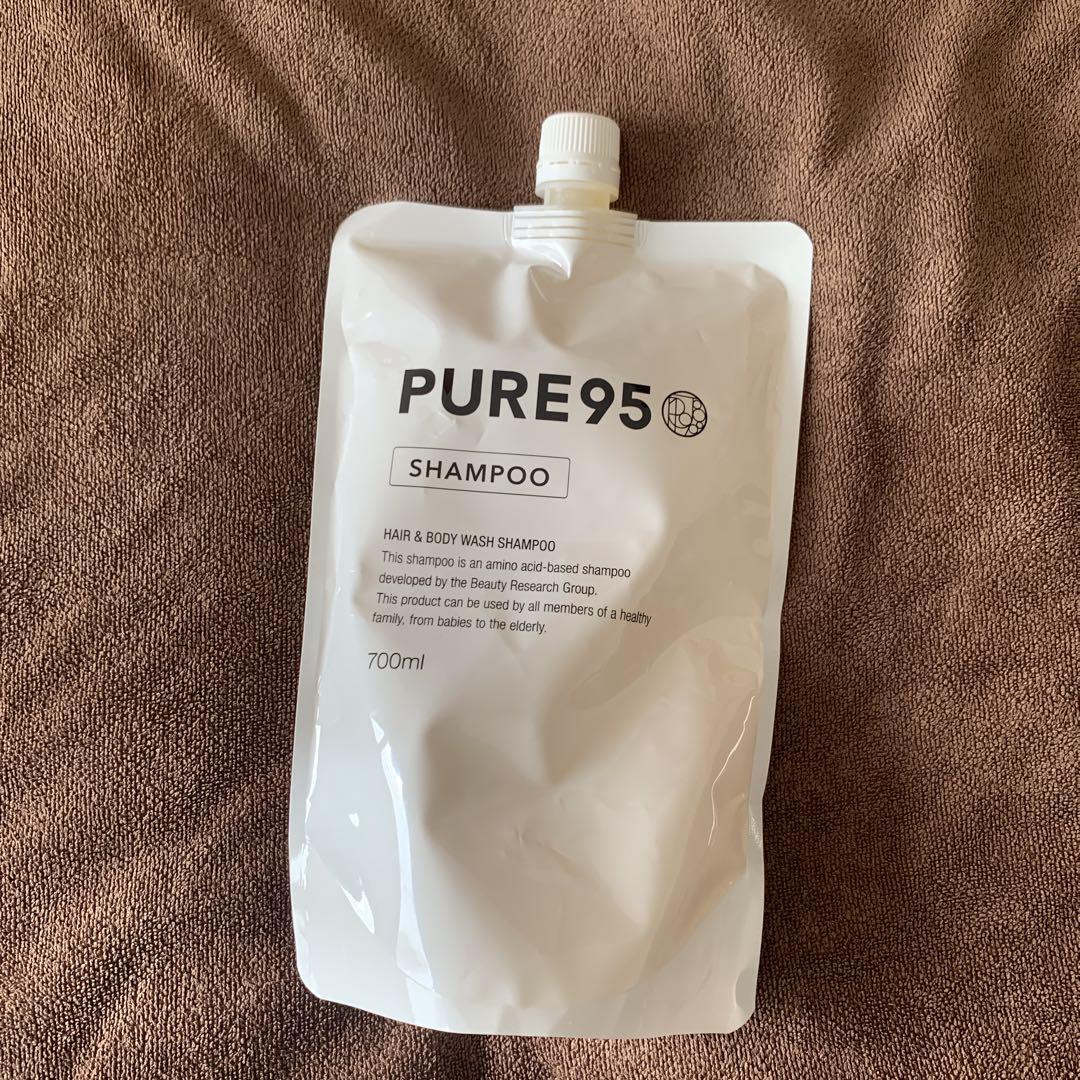 PURE95
SHAMPOO
HAIR & BODY WASH SHAMPOO
This shampoo is an amino acid-based shampoo
developed by the Beauty Research Group.
This product can be used by all members of a healthy
family, from babies to the elderly.
700ml